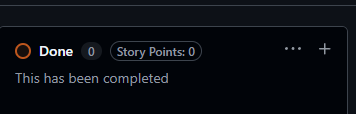 Done 0 Story Points: 0
This has been completed